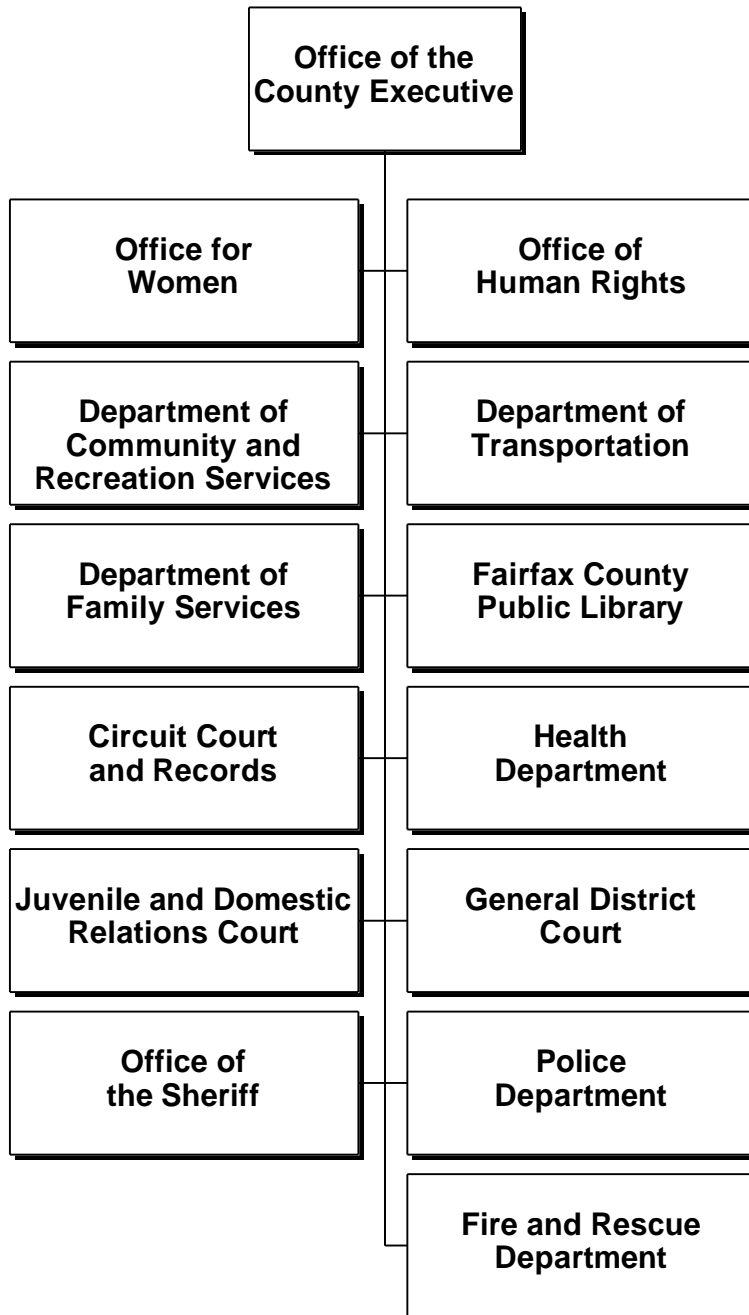 Office of the
County Executive
Office for
Women
Office of
Human Rights
Department of
Community and
Recreation Services
Department of
Transportation
Department of
Family Services
Fairfax County
Public Library
Circuit Court
and Records
Health
Department
Juvenile and Domestic
Relations Court
General District
Court
Office of
the Sheriff
Police
Department
Fire and Rescue
Department